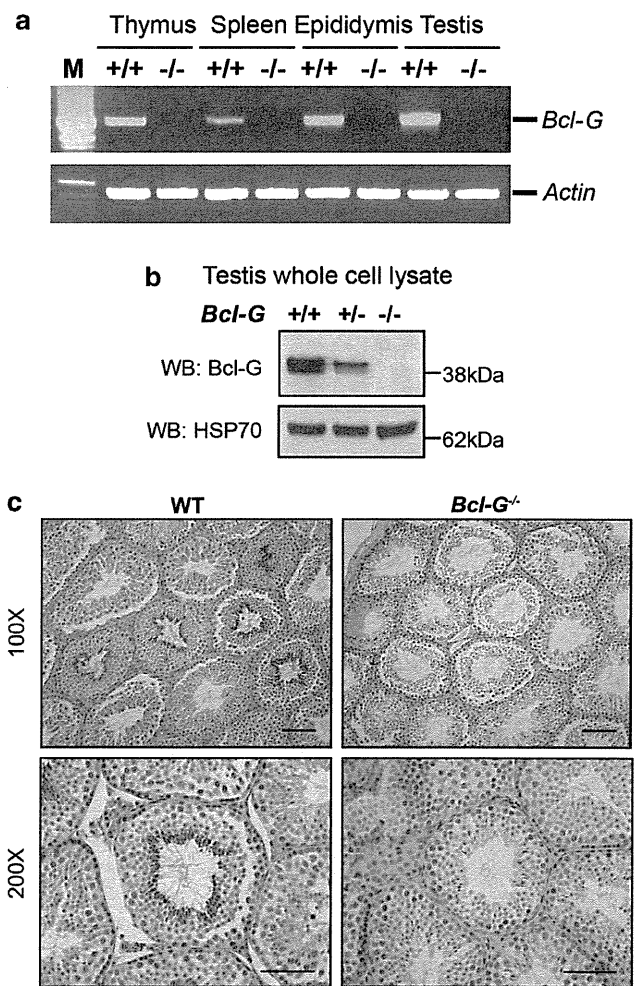 a
Thymus Spleen Epididymis Testis
M +/+ -/- +/+ -/- +/+ -/- +/+ -/-
Bcl-G
Actin
b Testis whole cell lysate
Bcl-G +/+ +/- -/-
WB: Bcl-G
38kDa
WB: HSP70
62kDa
c WT Bcl-G-/-
100X
200X